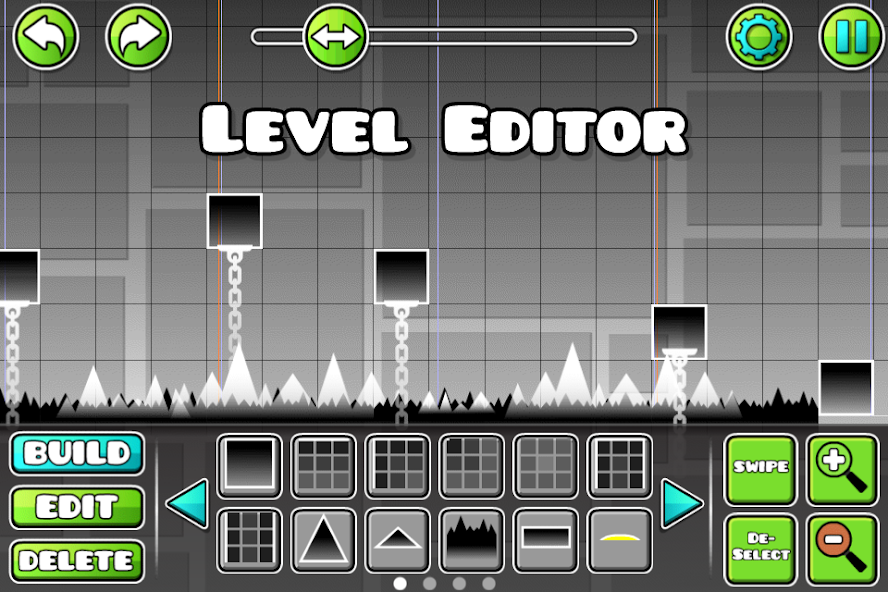 LEVEL EDITOR
BUILD
EDIT
DELETE
SWIPE
DE-
SELECT